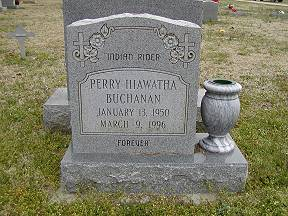 INDIAN RIDER
PERRY HIAWATHA
BUCHANAN
JANUARY 13, 1950
MARCH 9, 1996
FOREVER